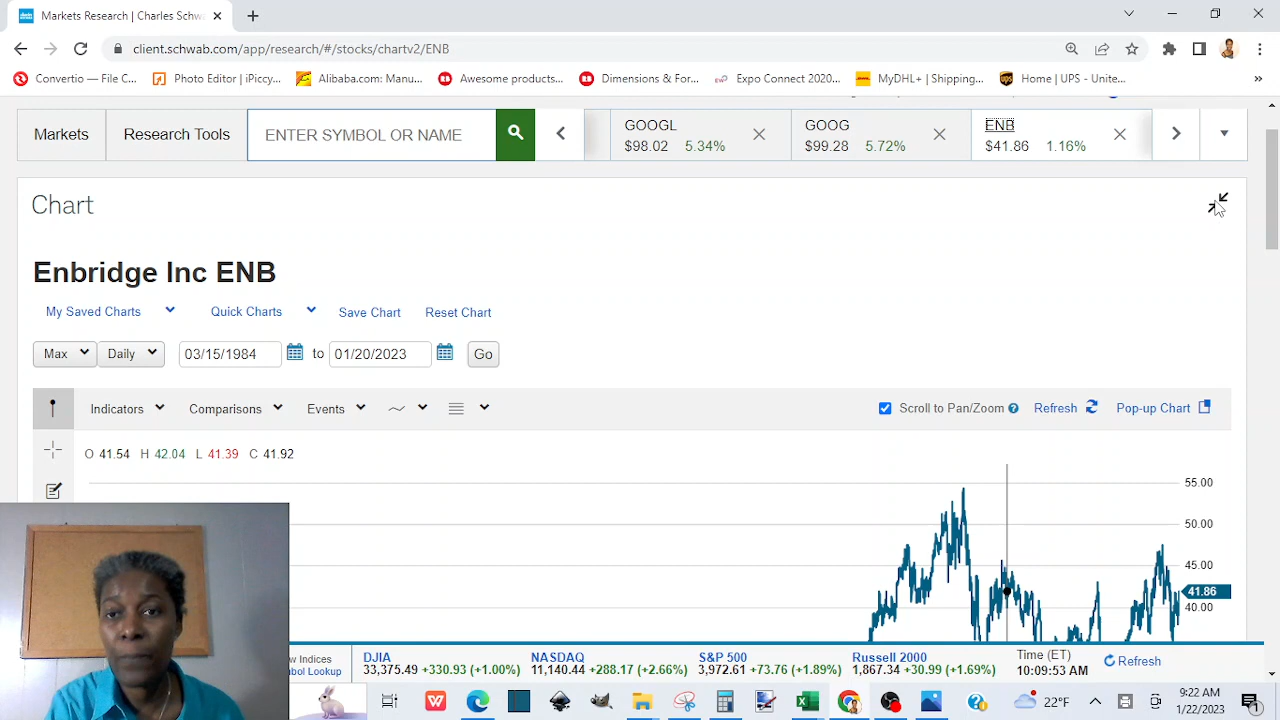 Markets Research | Charles Schw
client.schwab.com/app/research/#/stocks/chartv2/ENB
Convertio — File C...
Photo Editor | iPiccy...
Alibaba.com: Manu...
Awesome products...
Dimensions & For...
Expo Connect 2020...
MyDHL+ | Shipping...
Home | UPS - Unite...
Markets
Research Tools
ENTER SYMBOL OR NAME
GOOGL
$98.02 5.34%
GOOG
$99.28 5.72%
ENB
$41.86 1.16%
Chart
Enbridge Inc ENB
My Saved Charts
Quick Charts
Save Chart
Reset Chart
Max
Daily
03/15/1984
to
01/20/2023
Go
Indicators
Comparisons
Events
Scroll to Pan/Zoom
Refresh
Pop-up Chart
O 41.54 H 42.04 L 41.39 C 41.92
55.00
50.00
45.00
41.86
40.00
w Indices
bol Lookup
DJIA
33,375.49 +330.93 (+1.00%)
NASDAQ
11,140.44 +288.17 (+2.66%)
S&P 500
3,972.61 +73.76 (+1.89%)
Russell 2000
1,867.34 +30.99 (+1.69%)
Time (ET)
10:09:53 AM
Refresh
22°F
9:22 AM
1/22/2023